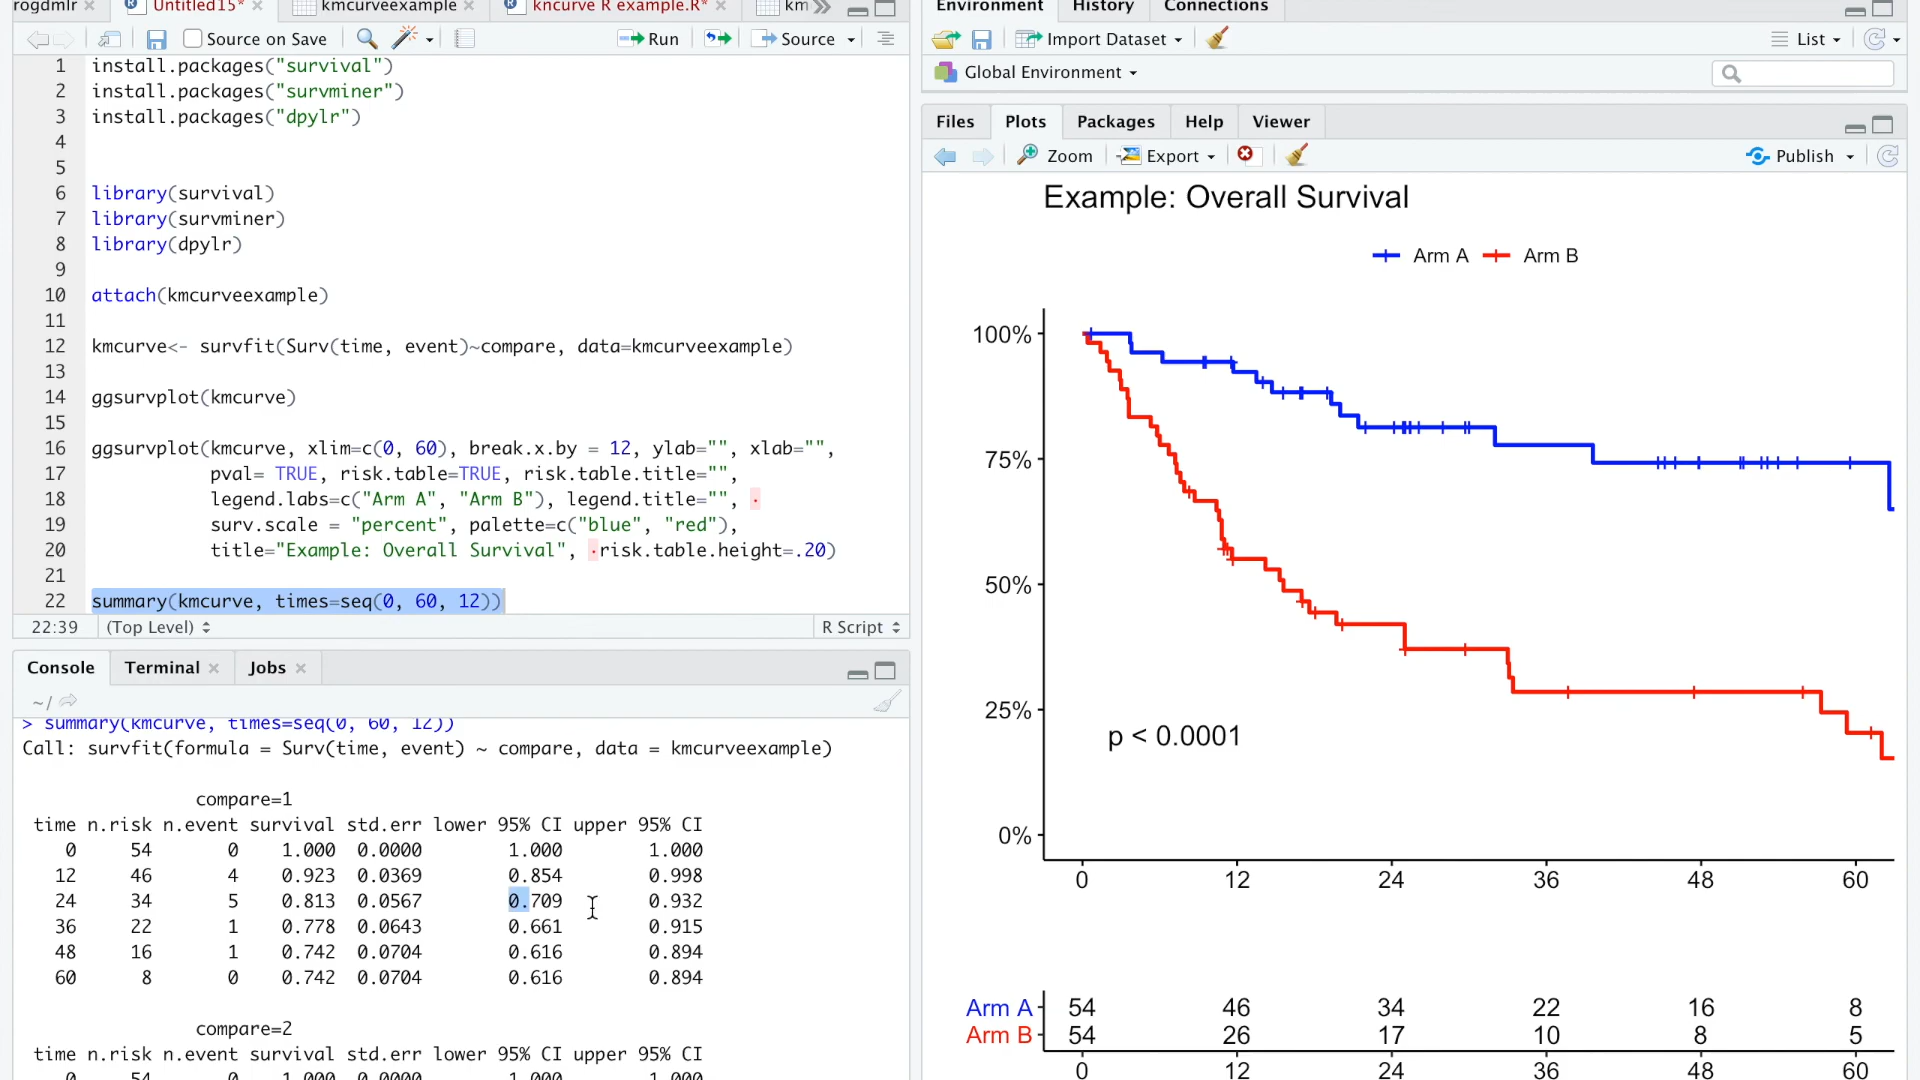 rogdmlr × Untitled15* × kmcurveexample × kncurve R example.R* × km
Source on Save Run Source
1 install.packages("survival")
2 install.packages("survminer")
3 install.packages("dpylr")
4
5
6 library(survival)
7 library(survminer)
8 library(dpylr)
9
10 attach(kmcurveexample)
11
12 kmcurve<- survfit(Surv(time, event)~compare, data=kmcurveexample)
13
14 ggsurvplot(kmcurve)
15
16 ggsurvplot(kmcurve, xlim=c(0, 60), break.x.by = 12, ylab="", xlab="",
17 pval= TRUE, risk.table=TRUE, risk.table.title="",
18 legend.labs=c("Arm A", "Arm B"), legend.title="",
19 surv.scale = "percent", palette=c("blue", "red"),
20 title="Example: Overall Survival", risk.table.height=.20)
21
22 summary(kmcurve, times=seq(0, 60, 12))
22:39 (Top Level) R Script
Console Terminal × Jobs ×
~/
> summary(kmcurve, times=seq(0, 60, 12))
Call: survfit(formula = Surv(time, event) ~ compare, data = kmcurveexample)
compare=1
time n.risk n.event survival std.err lower 95% CI upper 95% CI
0 54 0 1.000 0.0000 1.000 1.000
12 46 4 0.923 0.0369 0.854 0.998
24 34 5 0.813 0.0567 0.709 0.932
36 22 1 0.778 0.0643 0.661 0.915
48 16 1 0.742 0.0704 0.616 0.894
60 8 0 0.742 0.0704 0.616 0.894
compare=2
time n.risk n.event survival std.err lower 95% CI upper 95% CI
0 54 0 1.000 0.0000 1.000 1.000
Environment History Connections
Import Dataset List
Global Environment
Files Plots Packages Help Viewer
Zoom Export Publish
Example: Overall Survival
Arm A Arm B
100%
75%
50%
25%
0%
p < 0.0001
0 12 24 36 48 60
Arm A 54 46 34 22 16 8
Arm B 54 26 17 10 8 5
0 12 24 36 48 60